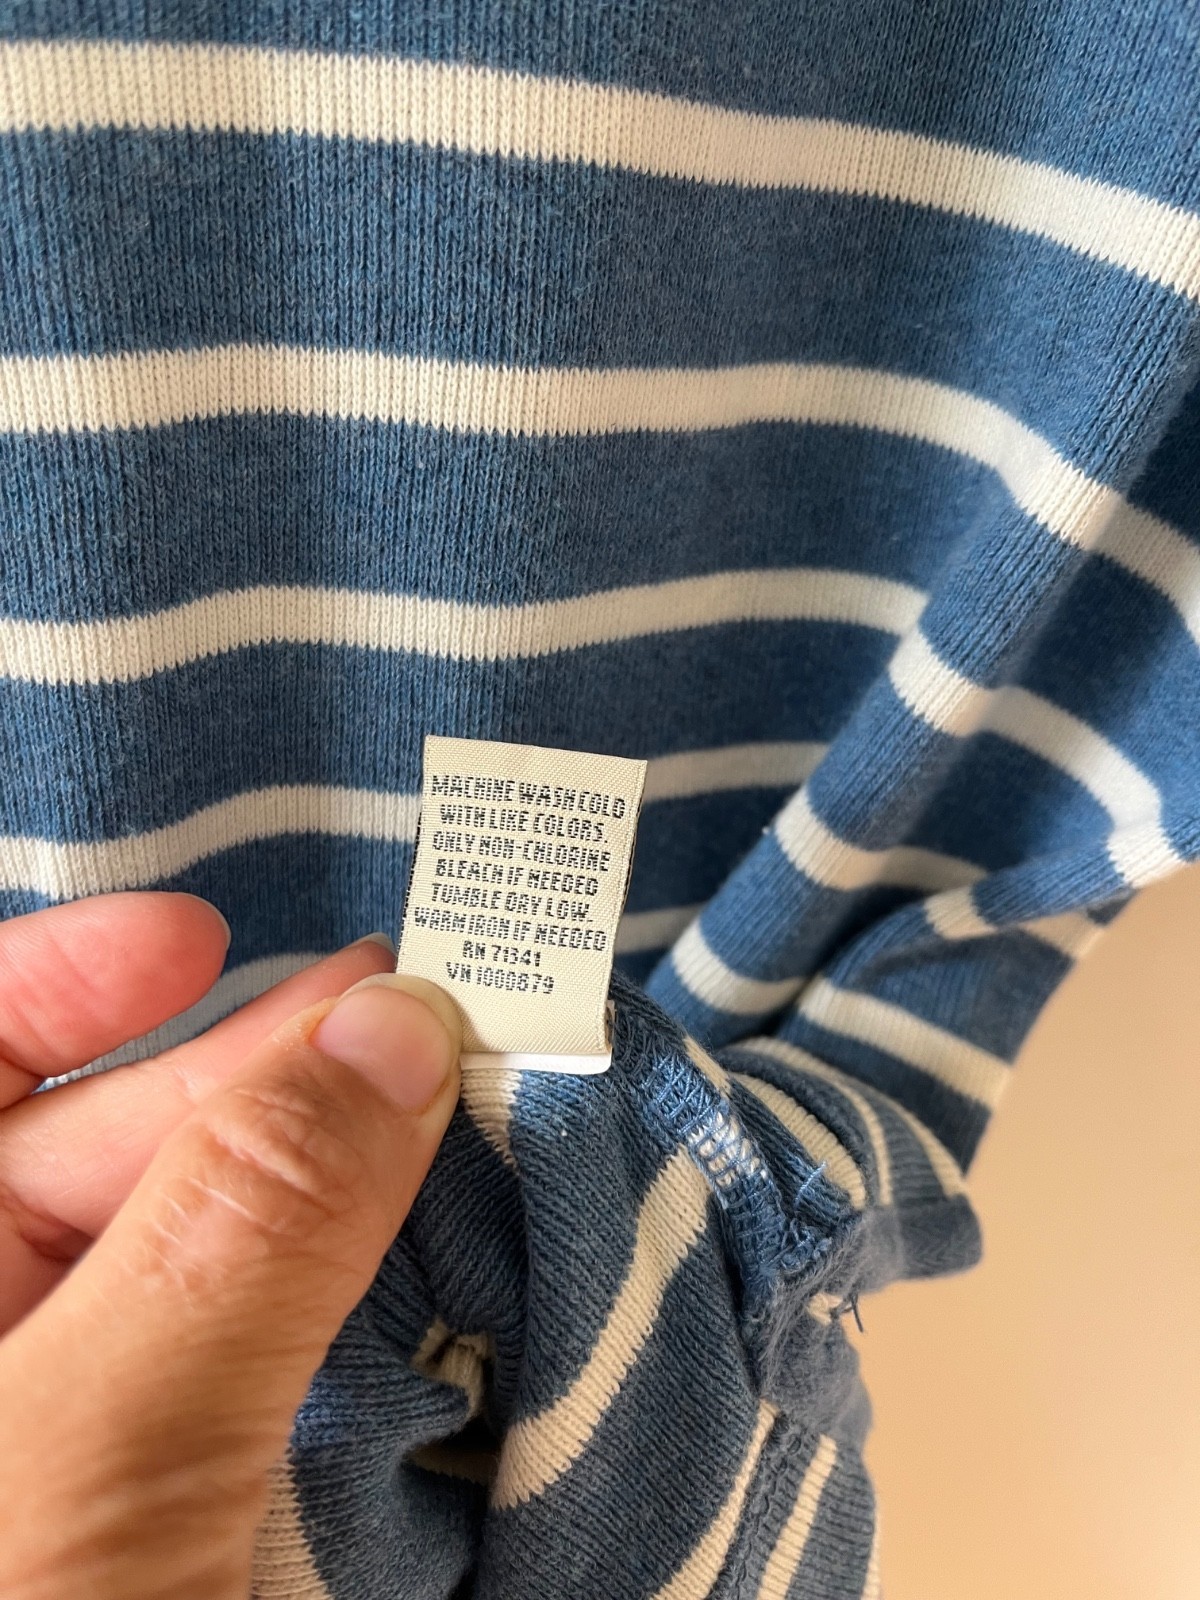 MACHINE WASH COLD
WITH LIKE COLORS.
ONLY NON-CHLORINE
BLEACH IF NEEDED
TUMBLE DRY LOW.
WARM IRON IF NEEDED
RN 71341
VN 1000679